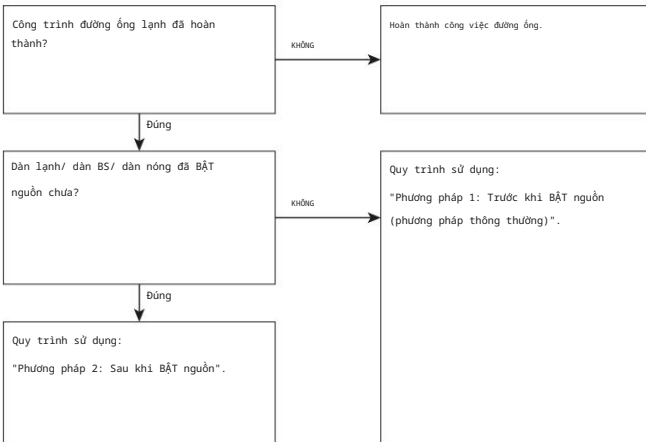 Công trình đường ống lạnh đã hoàn
thành?
KHÔNG
Hoàn thành công việc đường ống.
Đúng
Dàn lạnh/ dàn BS/ dàn nóng đã BẬT
nguồn chưa?
KHÔNG
Quy trình sử dụng:
"Phương pháp 1: Trước khi BẬT nguồn
(phương pháp thông thường)".
Đúng
Quy trình sử dụng:
"Phương pháp 2: Sau khi BẬT nguồn".